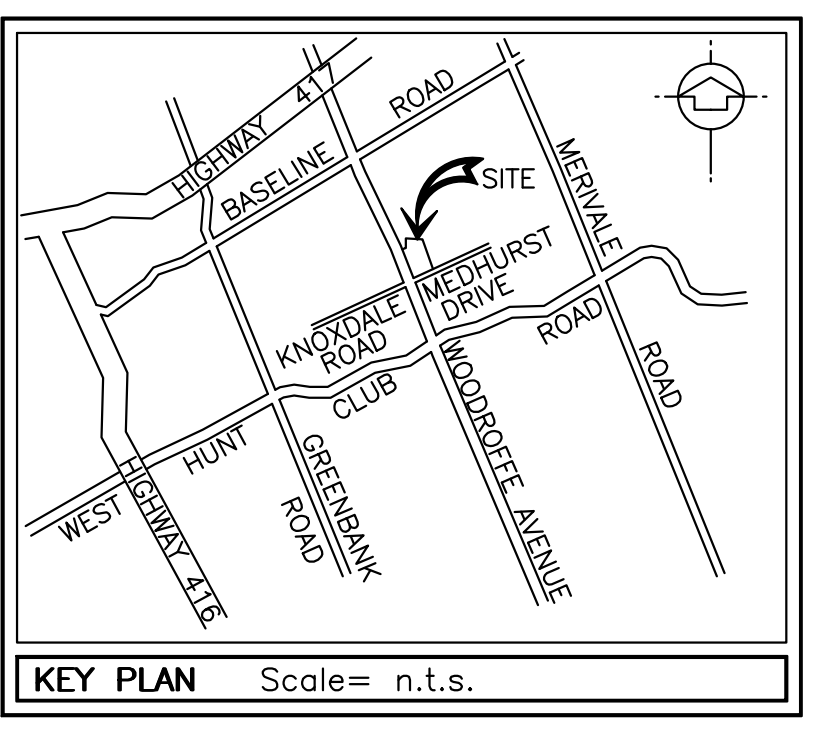 HIGHWAY 417
BASELINE ROAD
SITE
MERIVALE ROAD
MEDHURST
DRIVE
KNOXDALE
ROAD
WEST HUNT CLUB ROAD
WOODROFFE AVENUE
GREENBANK
ROAD
HIGHWAY 416
KEY PLAN Scale= n.t.s.